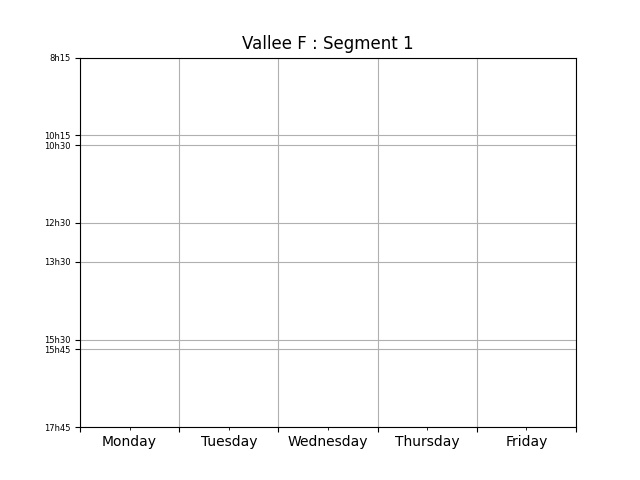 Vallee F : Segment 1
8h15
10h15
10h30
12h30
13h30
15h30
15h45
17h45
Monday Tuesday Wednesday Thursday Friday